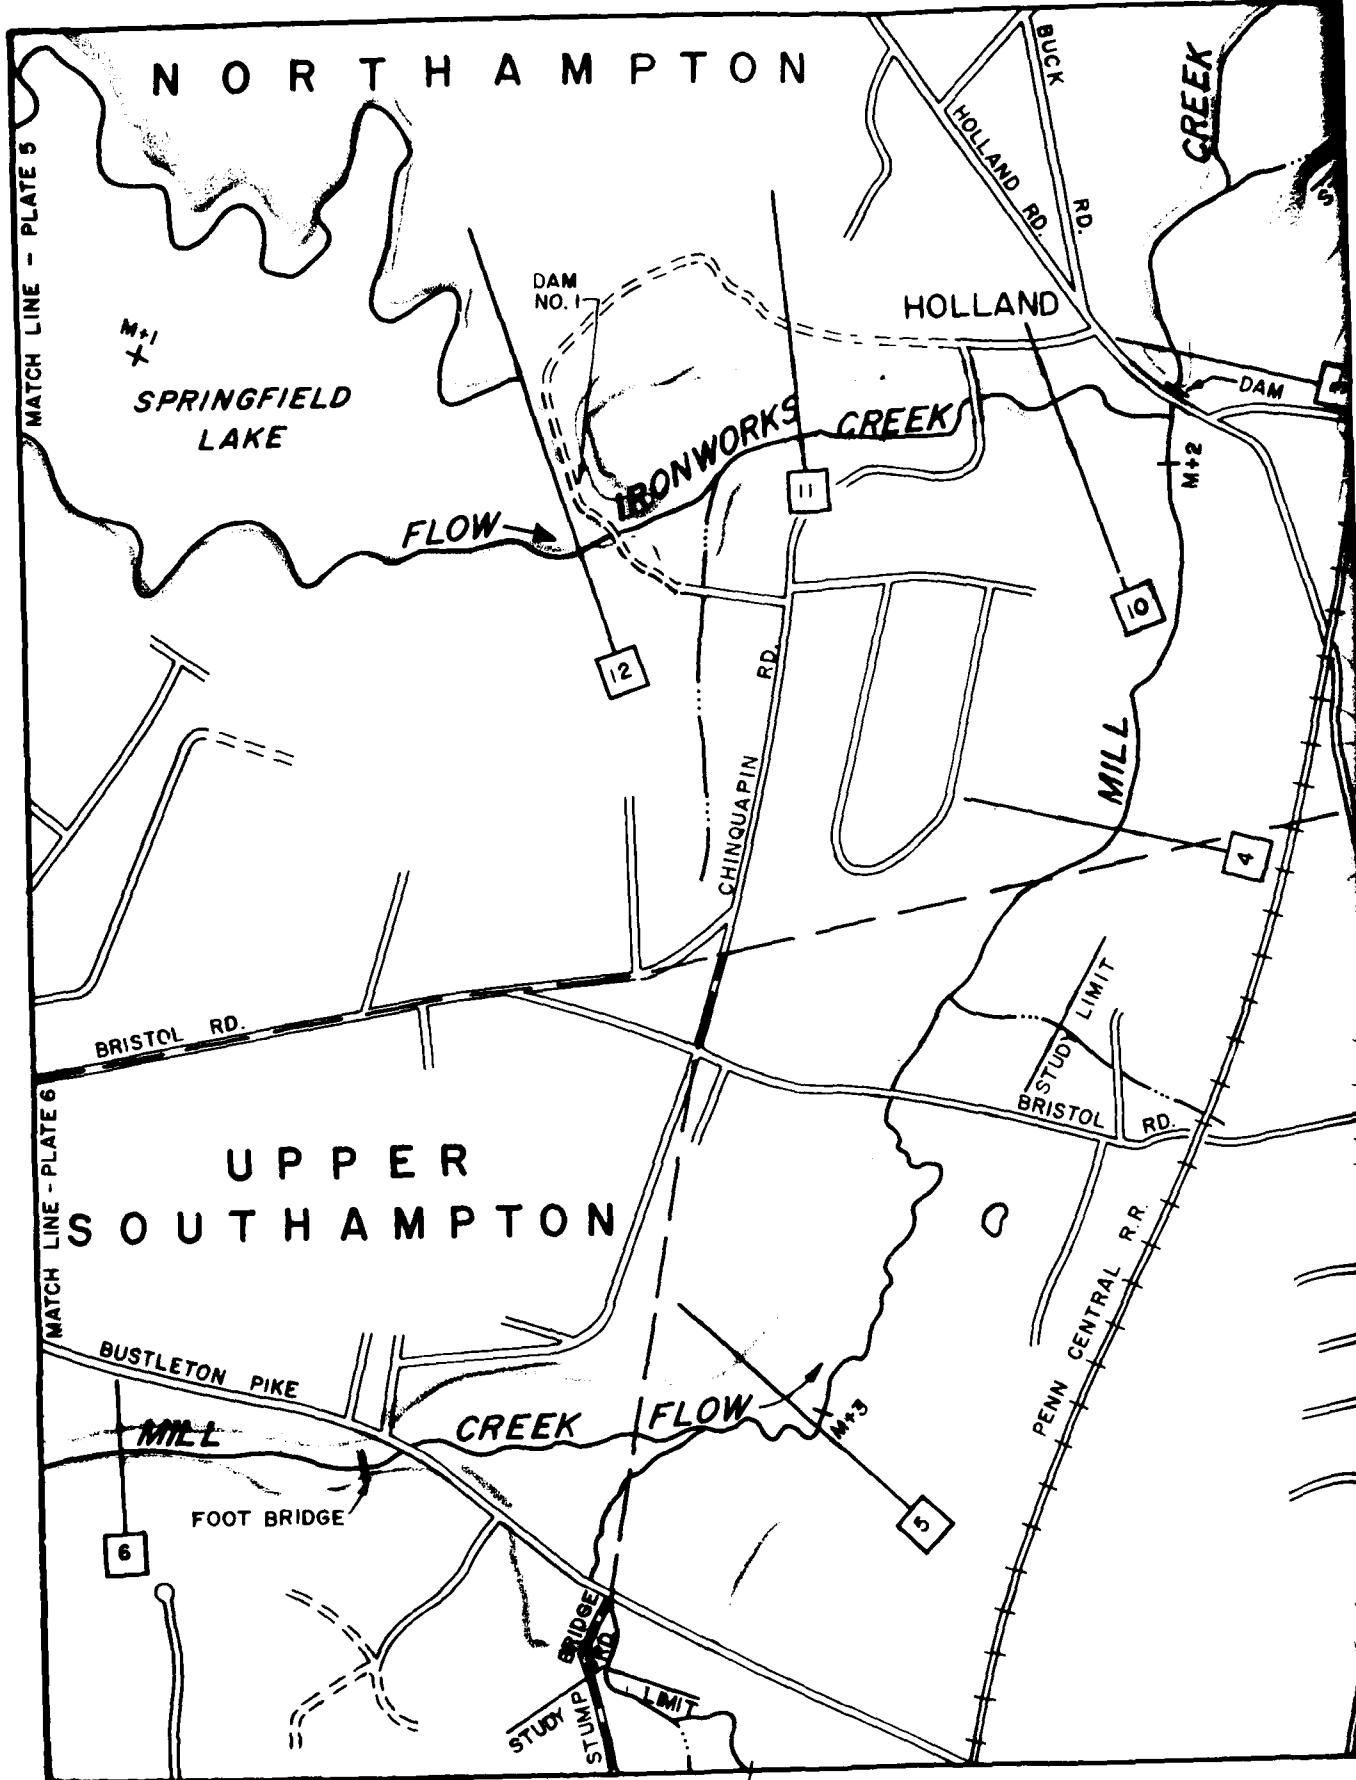 NORTHAMPTON
BUCK
RD.
CREEK
HOLLAND RD.
MATCH LINE - PLATE 5
DAM
NO. 1
HOLLAND
M+1
SPRINGFIELD
LAKE
DAM
IRONWORKS CREEK
M+2
FLOW
11
10
12
CHINQUAPIN RD.
MILL
4
STUDY LIMIT
BRISTOL RD.
BRISTOL RD.
MATCH LINE - PLATE 6
UPPER
SOUTHAMPTON
PENN CENTRAL R.R.
BUSTLETON PIKE
MILL CREEK FLOW
M+3
FOOT BRIDGE
5
6
BRIDGE
RD.
STUDY LIMIT
STUMP